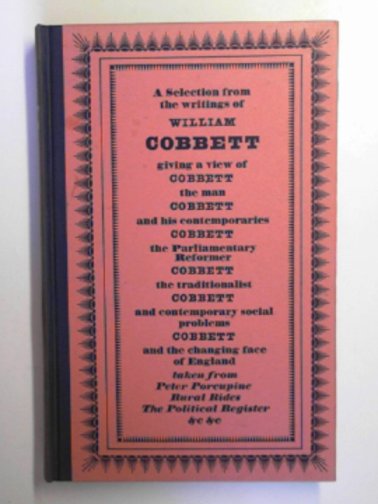 A Selection from
the writings of
WILLIAM
COBBETT
giving a view of
COBBETT
the man
COBBETT
and his contemporaries
COBBETT
the Parliamentary
Reformer
COBBETT
the traditionalist
COBBETT
and contemporary social
problems
COBBETT
and the changing face
of England
taken from
Peter Porcupine
Rural Rides
The Political Register
&c &c